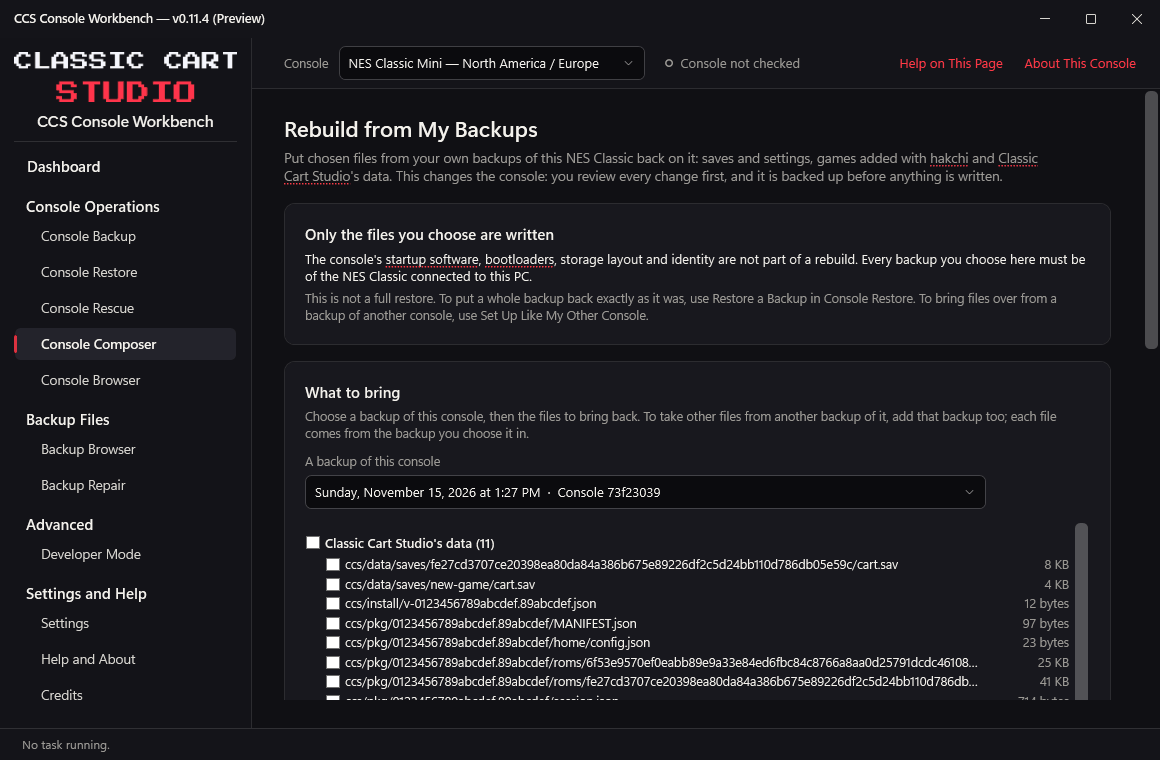 CCS Console Workbench — v0.11.4 (Preview)
CLASSIC CART
STUDIO
CCS Console Workbench
Dashboard
Console Operations
Console Backup
Console Restore
Console Rescue
Console Composer
Console Browser
Backup Files
Backup Browser
Backup Repair
Advanced
Developer Mode
Settings and Help
Settings
Help and About
Credits
Console
NES Classic Mini — North America / Europe
Console not checked
Help on This Page
About This Console
Rebuild from My Backups
Put chosen files from your own backups of this NES Classic back on it: saves and settings, games added with hakchi and Classic
Cart Studio's data. This changes the console: you review every change first, and it is backed up before anything is written.
Only the files you choose are written
The console's startup software, bootloaders, storage layout and identity are not part of a rebuild. Every backup you choose here must be
of the NES Classic connected to this PC.
This is not a full restore. To put a whole backup back exactly as it was, use Restore a Backup in Console Restore. To bring files over from a
backup of another console, use Set Up Like My Other Console.
What to bring
Choose a backup of this console, then the files to bring back. To take other files from another backup of it, add that backup too; each file
comes from the backup you choose it in.
A backup of this console
Sunday, November 15, 2026 at 1:27 PM · Console 73f23039
Classic Cart Studio's data (11)
ccs/data/saves/fe27cd3707ce20398ea80da84a386b675e89226df2c5d24bb110d786db05e59c/cart.sav 8 KB
ccs/data/saves/new-game/cart.sav 4 KB
ccs/install/v-0123456789abcdef.89abcdef.json 12 bytes
ccs/pkg/0123456789abcdef.89abcdef/MANIFEST.json 97 bytes
ccs/pkg/0123456789abcdef.89abcdef/home/config.json 23 bytes
ccs/pkg/0123456789abcdef.89abcdef/roms/6f53e9570ef0eabb89e9a33e84ed6fbc84c8766a8aa0d25791dcdc46108... 25 KB
ccs/pkg/0123456789abcdef.89abcdef/roms/fe27cd3707ce20398ea80da84a386b675e89226df2c5d24bb110d786db... 41 KB
ccs/pkg/0123456789abcdef.89abcdef/session.json 714 bytes
No task running.